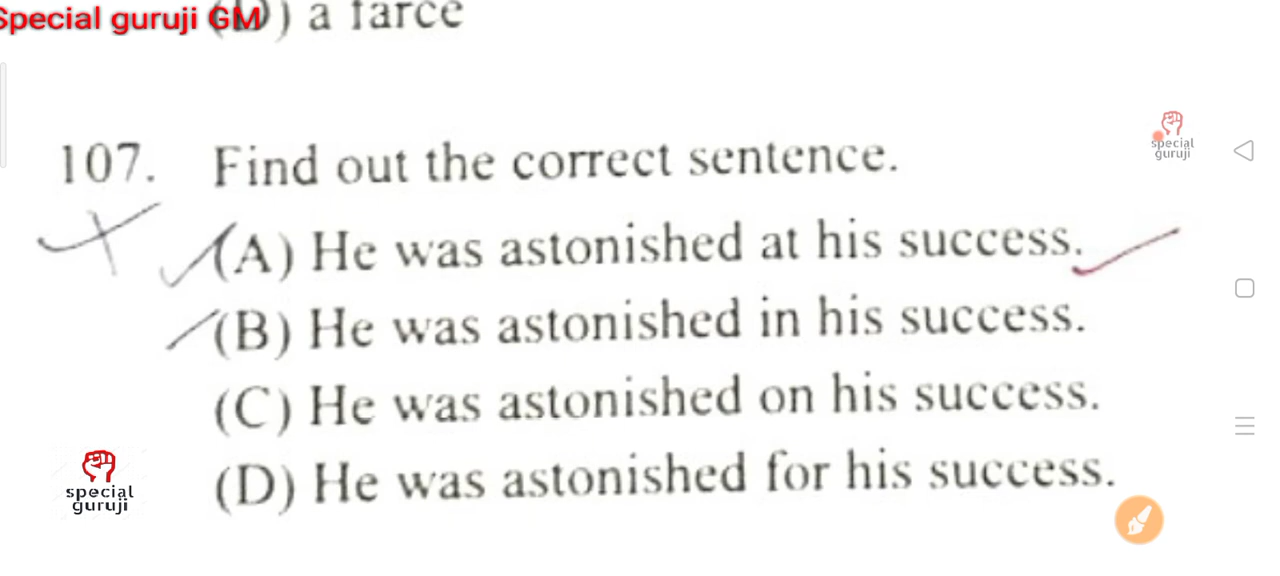 Special guruji GM
(D) a farce
special
guruji
107. Find out the correct sentence.
(A) He was astonished at his success.
(B) He was astonished in his success.
(C) He was astonished on his success.
(D) He was astonished for his success.
special
guruji